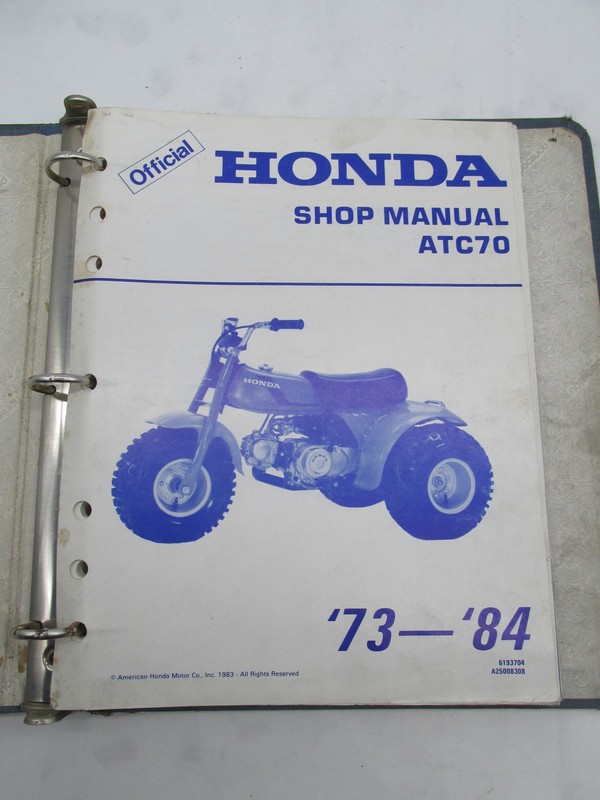 Official
HONDA
SHOP MANUAL
ATC70
HONDA
'73—'84
6193704
A25008308
© American Honda Motor Co., Inc. 1983 - All Rights Reserved